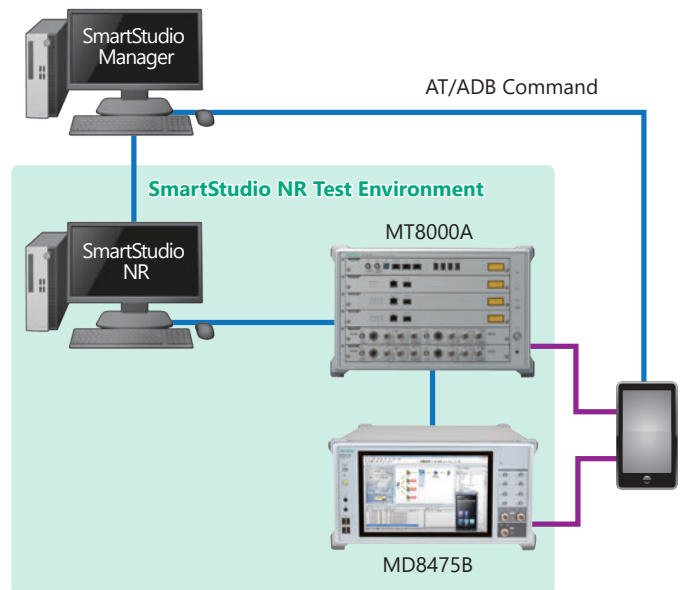 SmartStudio
Manager
AT/ADB Command
SmartStudio NR Test Environment
SmartStudio
NR
MT8000A
MD8475B